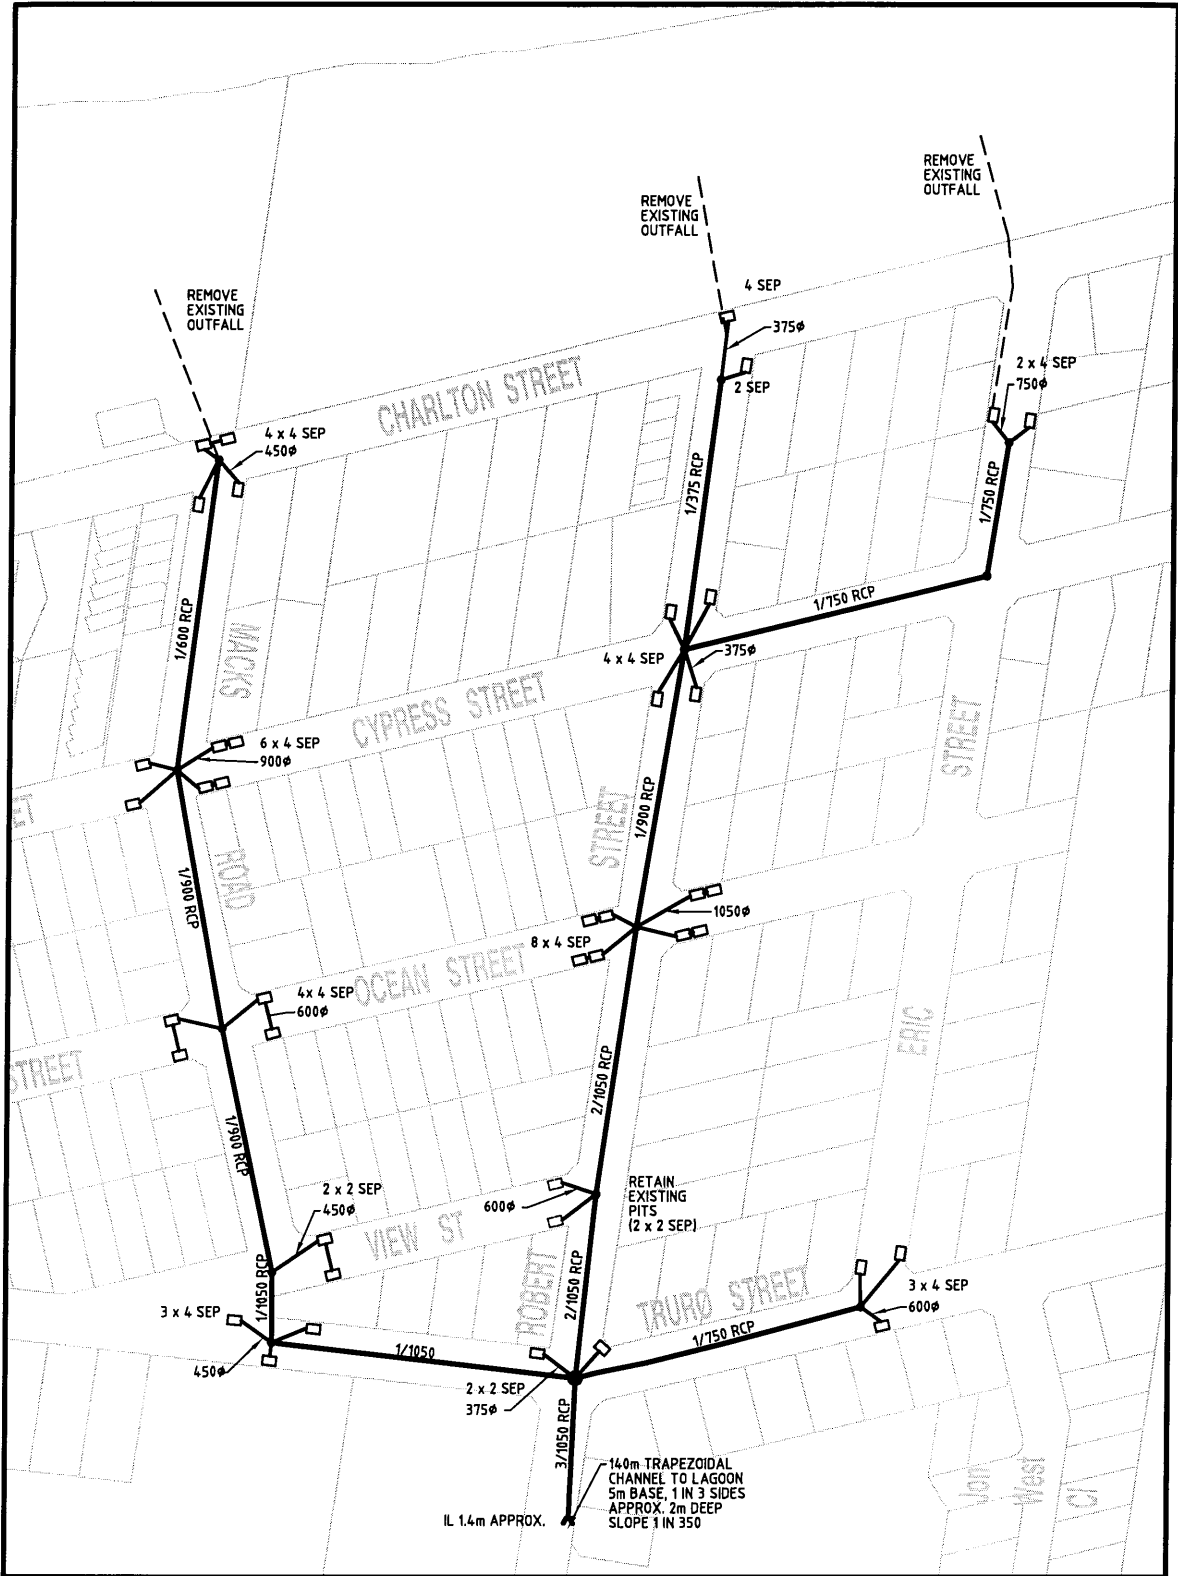 REMOVE
EXISTING
OUTFALL
REMOVE
EXISTING
OUTFALL
REMOVE
EXISTING
OUTFALL
4 SEP
375ø
2 SEP
2 x 4 SEP
750ø
CHARLTON STREET
4 x 4 SEP
450ø
1/375 RCP
1/750 RCP
1/600 RCP
1/750 RCP
MACKS
4 x 4 SEP
375ø
CYPRESS STREET
6 x 4 SEP
900ø
STREET
ET
1/900 RCP
STREET
1/900 RCP
ROAD
1050ø
8 x 4 SEP
OCEAN STREET
4x 4 SEP
600ø
ERIC
STREET
2/1050 RCP
1/900 RCP
2 x 2 SEP
450ø
600ø
RETAIN
EXISTING
PITS
(2 x 2 SEP)
VIEW ST
1/1050 RCP
2/1050 RCP
ROBERT
TRURO STREET
3 x 4 SEP
600ø
3 x 4 SEP
1/750 RCP
1/1050
450ø
2 x 2 SEP
375ø
3/1050 RCP
140m TRAPEZOIDAL
CHANNEL TO LAGOON
5m BASE, 1 IN 3 SIDES
APPROX. 2m DEEP
SLOPE 1 IN 350
IL 1.4m APPROX.
Jon
West
Cl